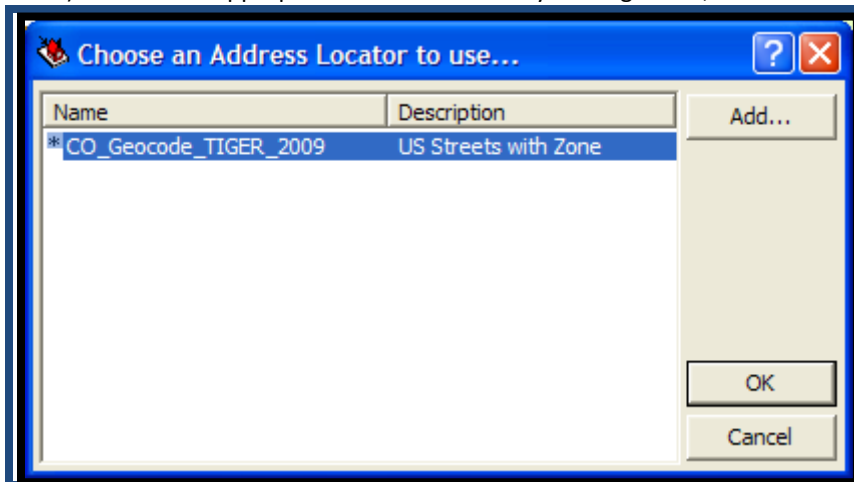 Choose an Address Locator to use...
Name Description Add...
* CO_Geocode_TIGER_2009 US Streets with Zone
OK
Cancel